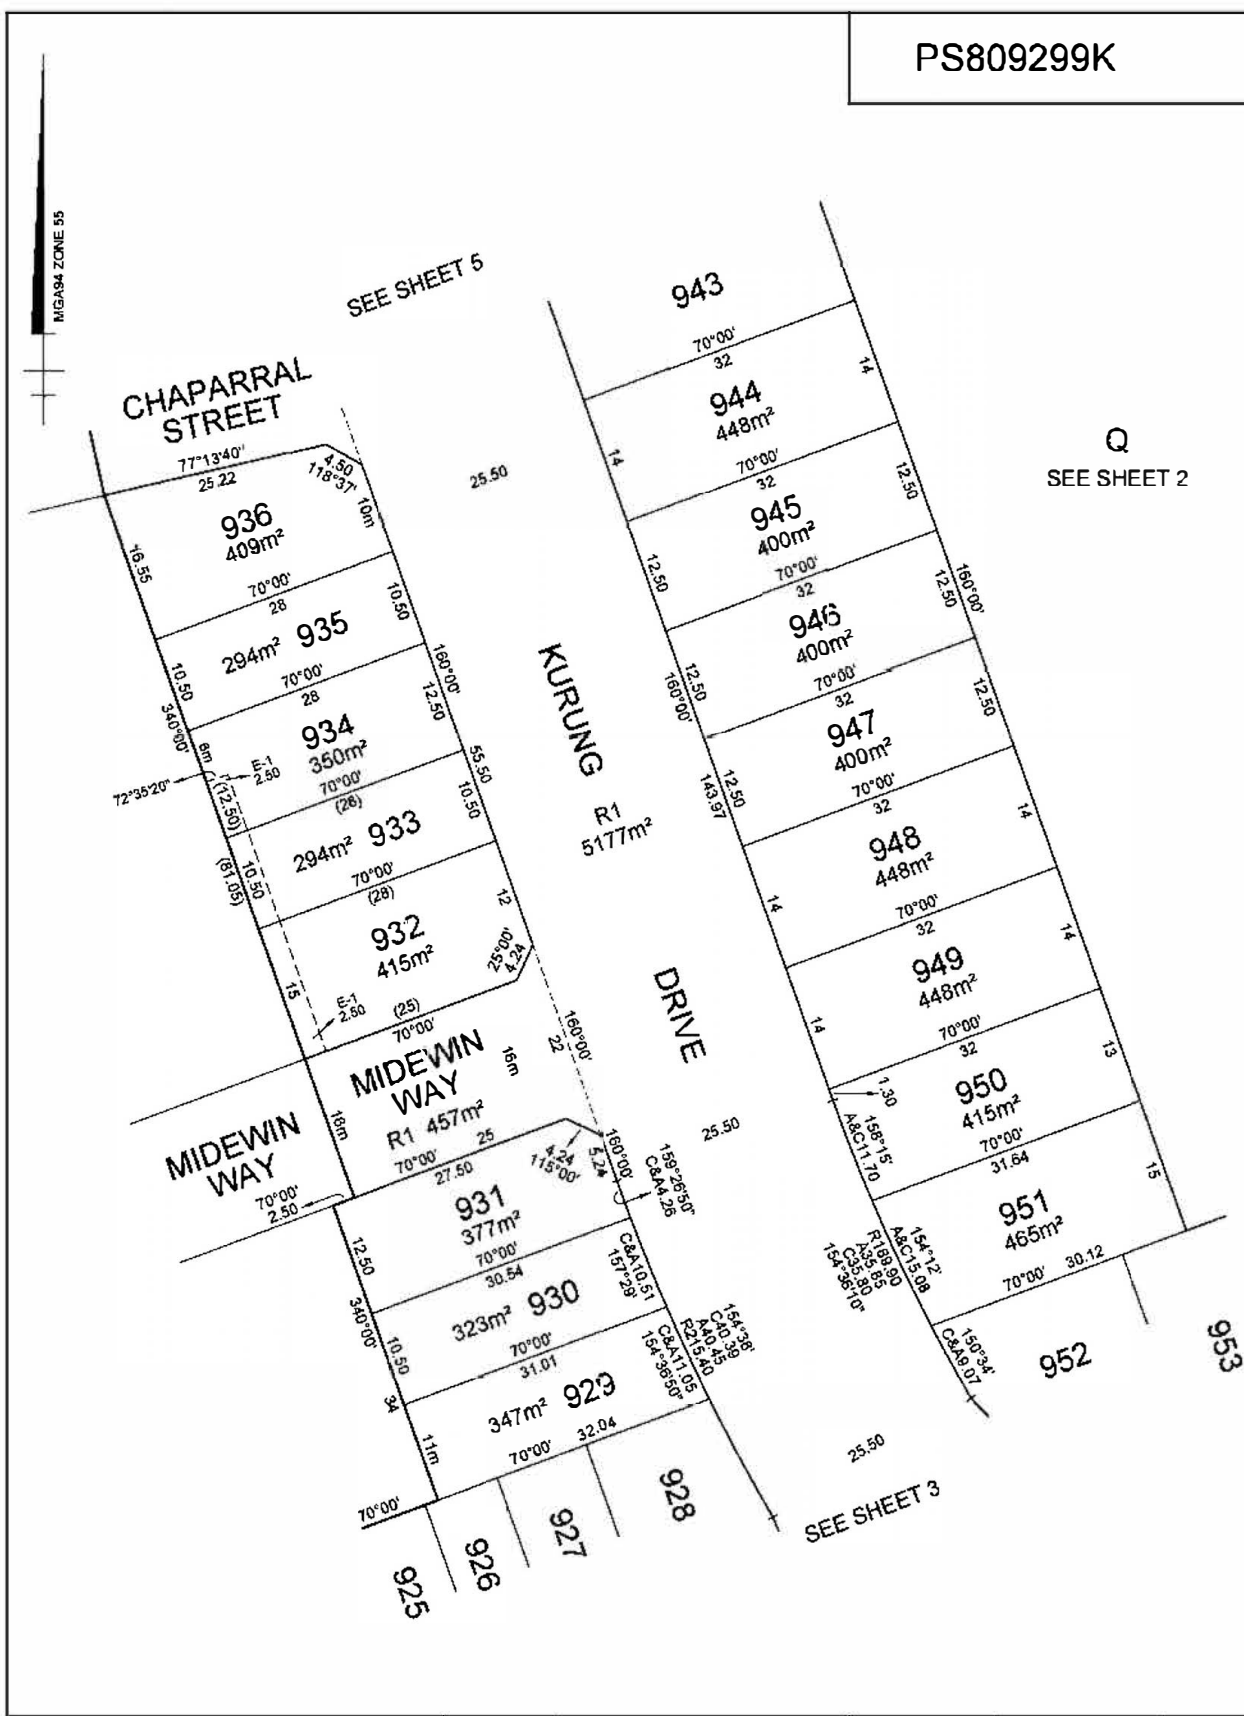 PS809299K
MGA94 ZONE 55
SEE SHEET 5
CHAPARRAL
STREET
77°13'40"
25.22
4.50
118°37'
10m
936
409m²
16.55
70°00'
28
294m² 935
10.50
10.50
70°00'
28
340°00'
160°00'
934
350m²
6m
12.50
E-1
2.50
72°35'20"
(12.50)
70°00'
(28)
55.50
294m² 933
10.50
10.50
(81.05)
70°00'
(28)
932
415m²
12
25°00'
4.24
15
E-1
2.50
(25)
70°00'
MIDEWIN
WAY
R1 457m²
16m
22
160°00'
16m
MIDEWIN
WAY
70°00'
2.50
70°00'
25
27.50
4.24
115°00'
160°00'
5.24
159°26'50"
C&A4.26
931
377m²
12.50
70°00'
30.54
C&A10.51
157°29'
323m² 930
340°00'
10.50
34
70°00'
31.01
154°38'
C40.39
A40.45
R215.40
C&A11.05
154°36'50"
347m² 929
11m
70°00'
32.04
70°00'
925
926
927
928
25.50
KURUNG
DRIVE
R1
5177m²
25.50
25.50
SEE SHEET 3
943
70°00'
32
944
448m²
14
14
70°00'
32
945
400m²
12.50
12.50
70°00'
32
946
400m²
12.50
12.50
160°00'
160°00'
70°00'
32
947
400m²
12.50
12.50
143.97
70°00'
32
948
448m²
14
14
70°00'
32
949
448m²
14
14
70°00'
32
950
415m²
13
1.30
158°15'
A&C11.70
70°00'
31.64
951
465m²
15
154°12'
A&C15.08
R189.90
A35.85
C35.80
154°36'10"
70°00'
30.12
150°34'
C&A9.07
952
953
Q
SEE SHEET 2